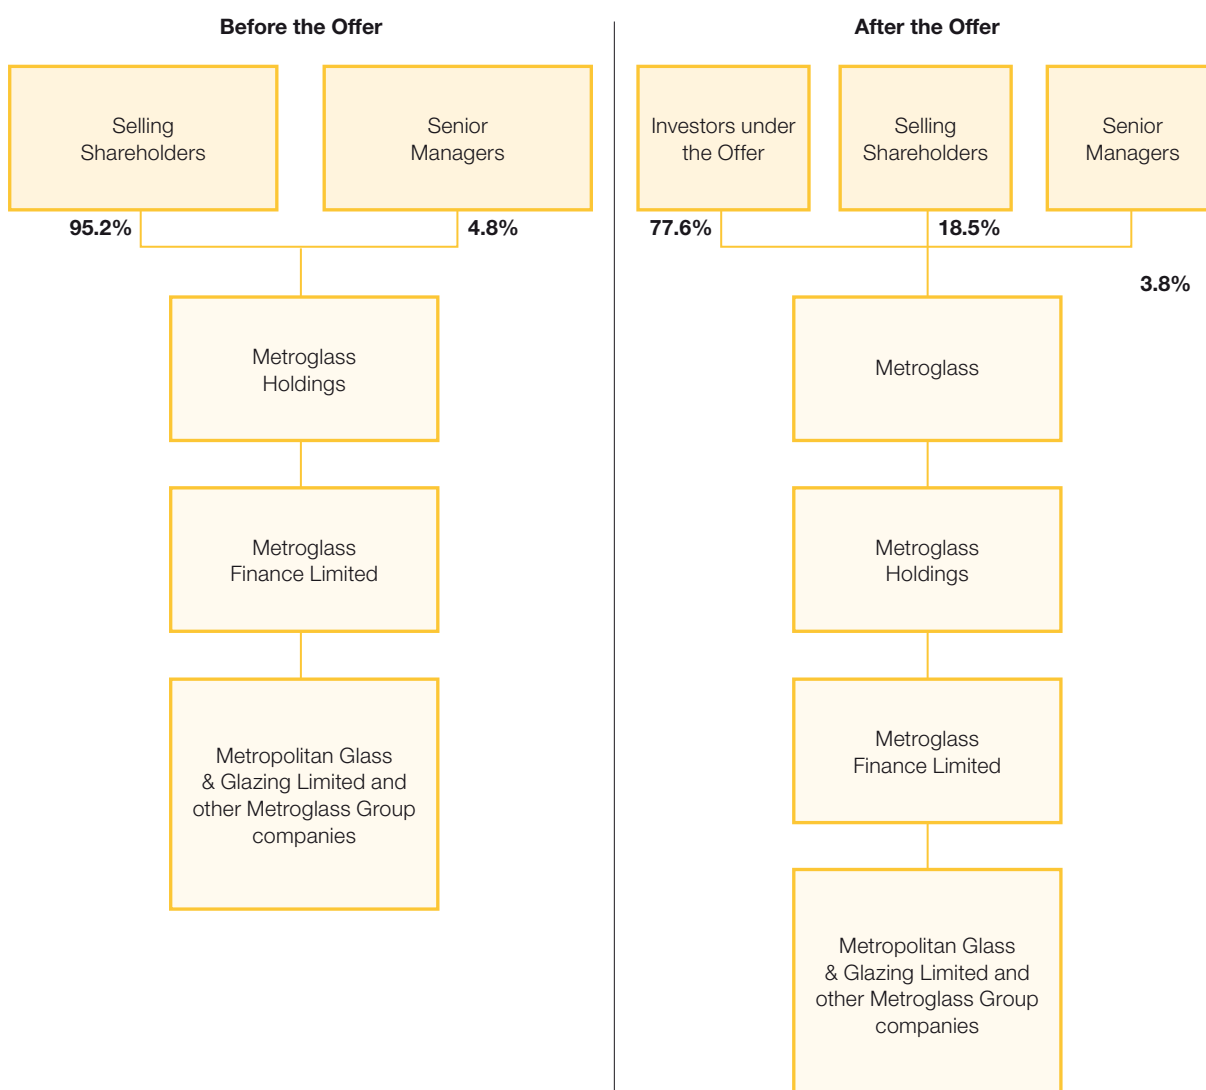 Before the Offer
Selling
Shareholders
Senior
Managers
95.2%
4.8%
Metroglass
Holdings
Metroglass
Finance Limited
Metropolitan Glass
& Glazing Limited and
other Metroglass Group
companies
After the Offer
Investors under
the Offer
Selling
Shareholders
Senior
Managers
77.6%
18.5%
3.8%
Metroglass
Metroglass
Holdings
Metroglass
Finance Limited
Metropolitan Glass
& Glazing Limited and
other Metroglass Group
companies